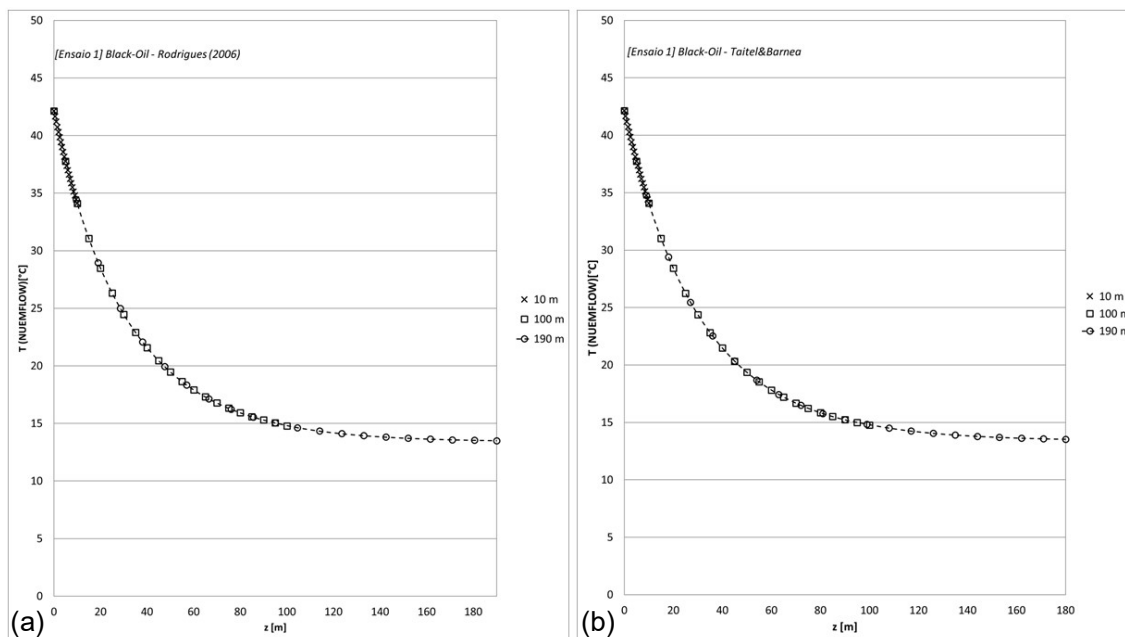 [Ensaio 1] Black-Oil - Rodrigues (2006)
50
45
40
35
30
25
20
15
10
5
0
T (NUEMFLOW)[°C]
0 20 40 60 80 100 120 140 160 180
z [m]
10 m
100 m
190 m
(a)
[Ensaio 1] Black-Oil - Taitel&Barnea
50
45
40
35
30
25
20
15
10
5
0
T (NUEMFLOW)[°C]
0 20 40 60 80 100 120 140 160 180
z [m]
10 m
100 m
190 m
(b)